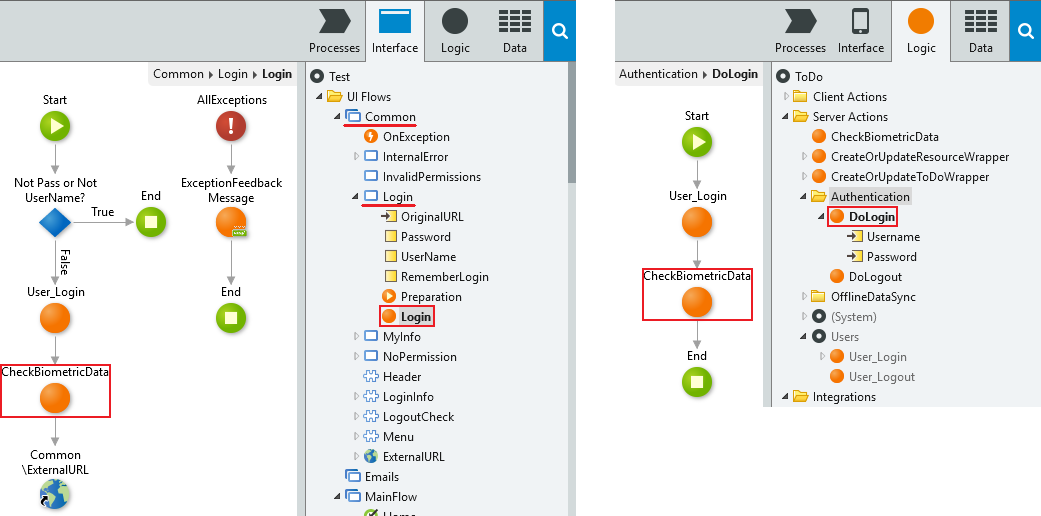 Processes
Interface
Logic
Data
Common
Login
Login
Start
Not Pass or Not
UserName?
True
End
False
User_Login
CheckBiometricData
Common
\ExternalURL
AllExceptions
ExceptionFeedback
Message
End
Test
UI Flows
Common
OnException
InternalError
InvalidPermissions
Login
OriginalURL
Password
UserName
RememberLogin
Preparation
Login
MyInfo
NoPermission
Header
LoginInfo
LogoutCheck
Menu
ExternalURL
Emails
MainFlow
Home
Processes
Interface
Logic
Data
Authentication
DoLogin
Start
User_Login
CheckBiometricData
End
ToDo
Client Actions
Server Actions
CheckBiometricData
CreateOrUpdateResourceWrapper
CreateOrUpdateToDoWrapper
Authentication
DoLogin
Username
Password
DoLogout
OfflineDataSync
(System)
Users
User_Login
User_Logout
Integrations